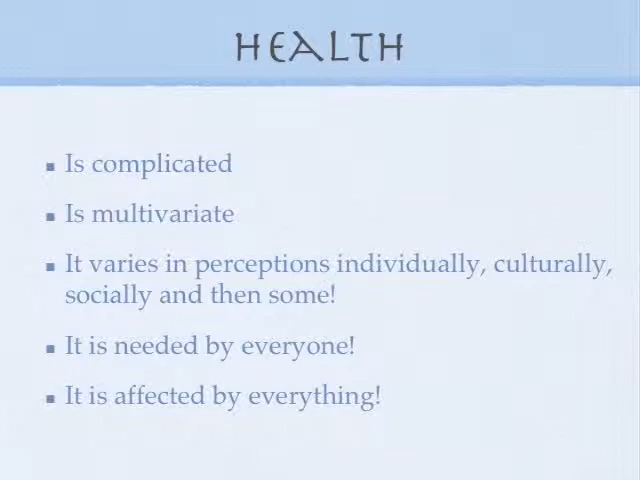 HEALTH
Is complicated
Is multivariate
It varies in perceptions individually, culturally,
socially and then some!
It is needed by everyone!
It is affected by everything!